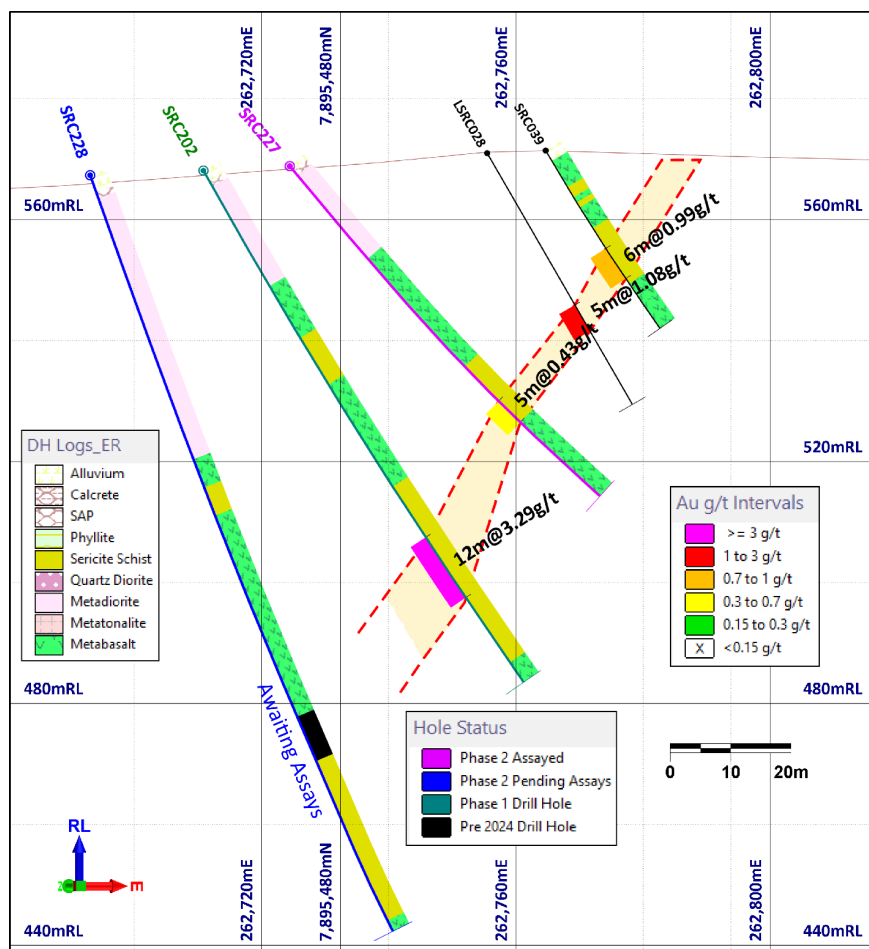 262,720mE
7,895,480mN
262,760mE
262,800mE
SRC228
SRC202
SRC227
LSRC028
SRC039
560mRL
560mRL
6m@0.99g/t
5m@1.08g/t
5m@0.43g/t
12m@3.29g/t
520mRL
520mRL
DH Logs_ER
Alluvium
Calcrete
SAP
Phyllite
Sericite Schist
Quartz Diorite
Metadiorite
Metatonalite
Metabasalt
Au g/t Intervals
>= 3 g/t
1 to 3 g/t
0.7 to 1 g/t
0.3 to 0.7 g/t
0.15 to 0.3 g/t
X <0.15 g/t
480mRL
480mRL
Awaiting Assays
Hole Status
Phase 2 Assayed
Phase 2 Pending Assays
Phase 1 Drill Hole
Pre 2024 Drill Hole
0 10 20m
RL
E
262,720mE
7,895,480mN
262,760mE
262,800mE
440mRL
440mRL